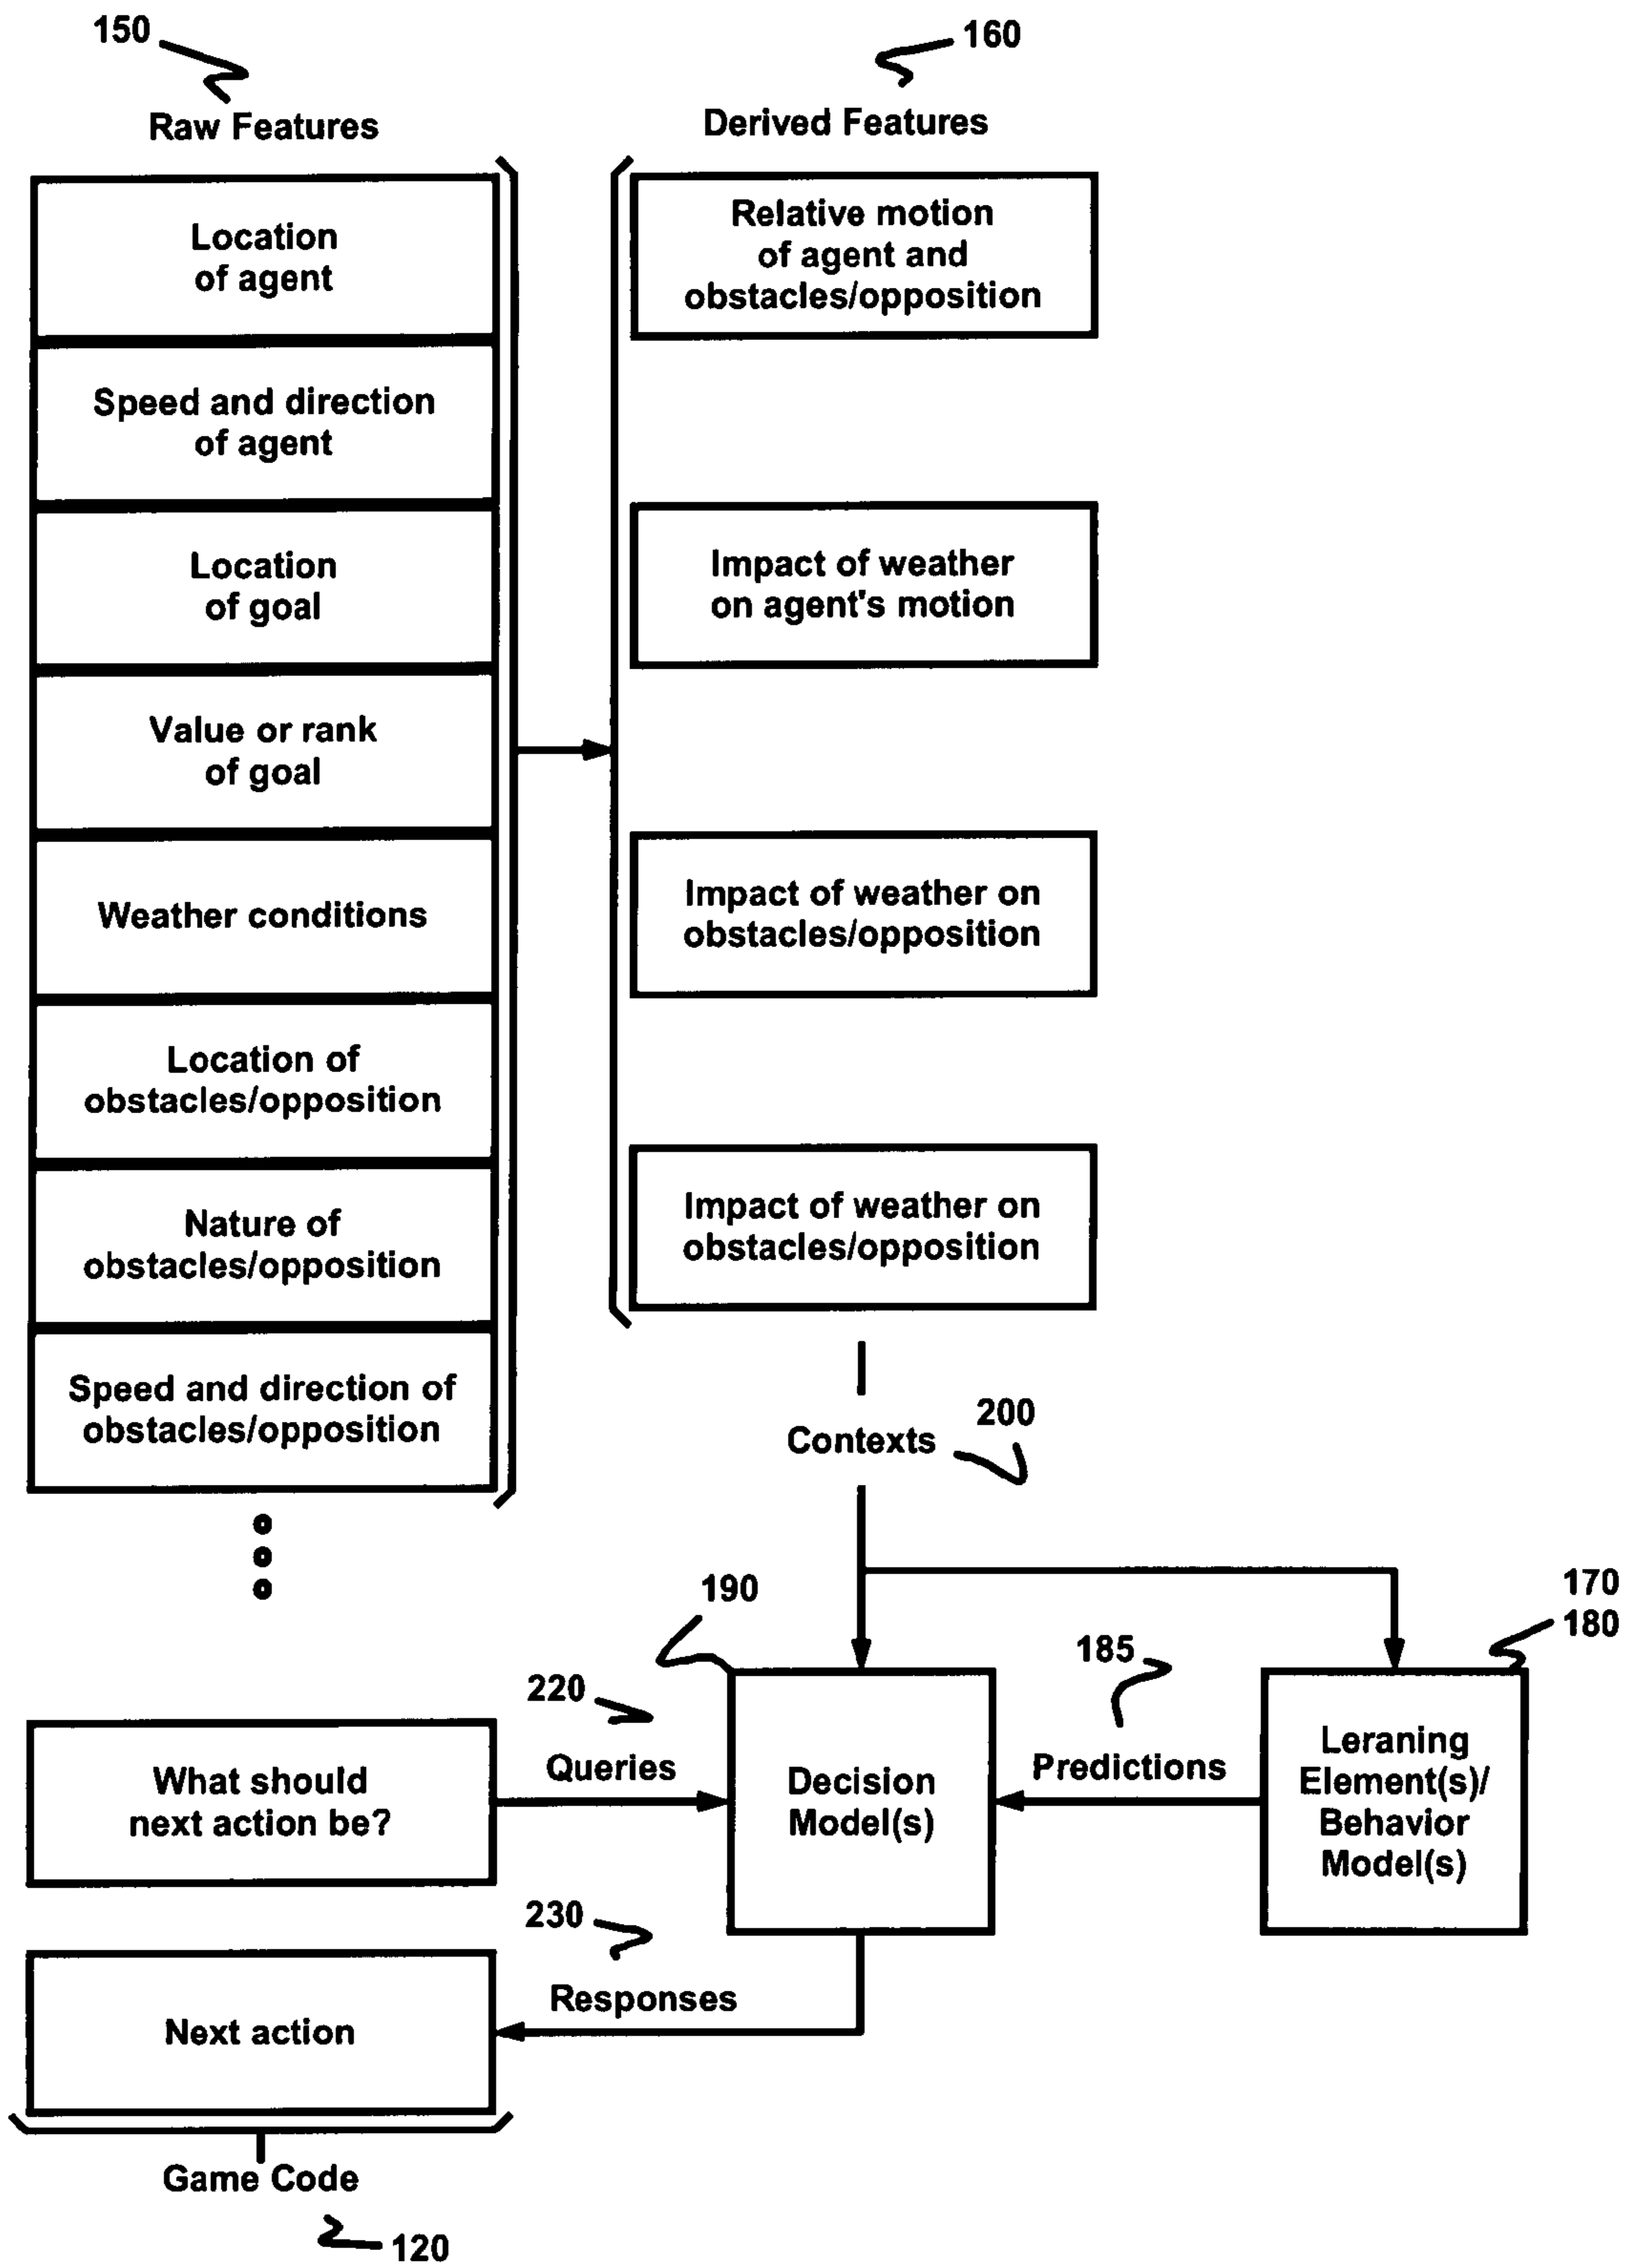 150
Raw Features
Location
of agent
Speed and direction
of agent
Location
of goal
Value or rank
of goal
Weather conditions
Location of
obstacles/opposition
Nature of
obstacles/opposition
Speed and direction of
obstacles/opposition
160
Derived Features
Relative motion
of agent and
obstacles/opposition
Impact of weather
on agent's motion
Impact of weather on
obstacles/opposition
Impact of weather on
obstacles/opposition
200
Contexts
190
170
180
185
220
What should
next action be?
Queries
Decision
Model(s)
Predictions
Leraning
Element(s)/
Behavior
Model(s)
230
Responses
Next action
Game Code
120